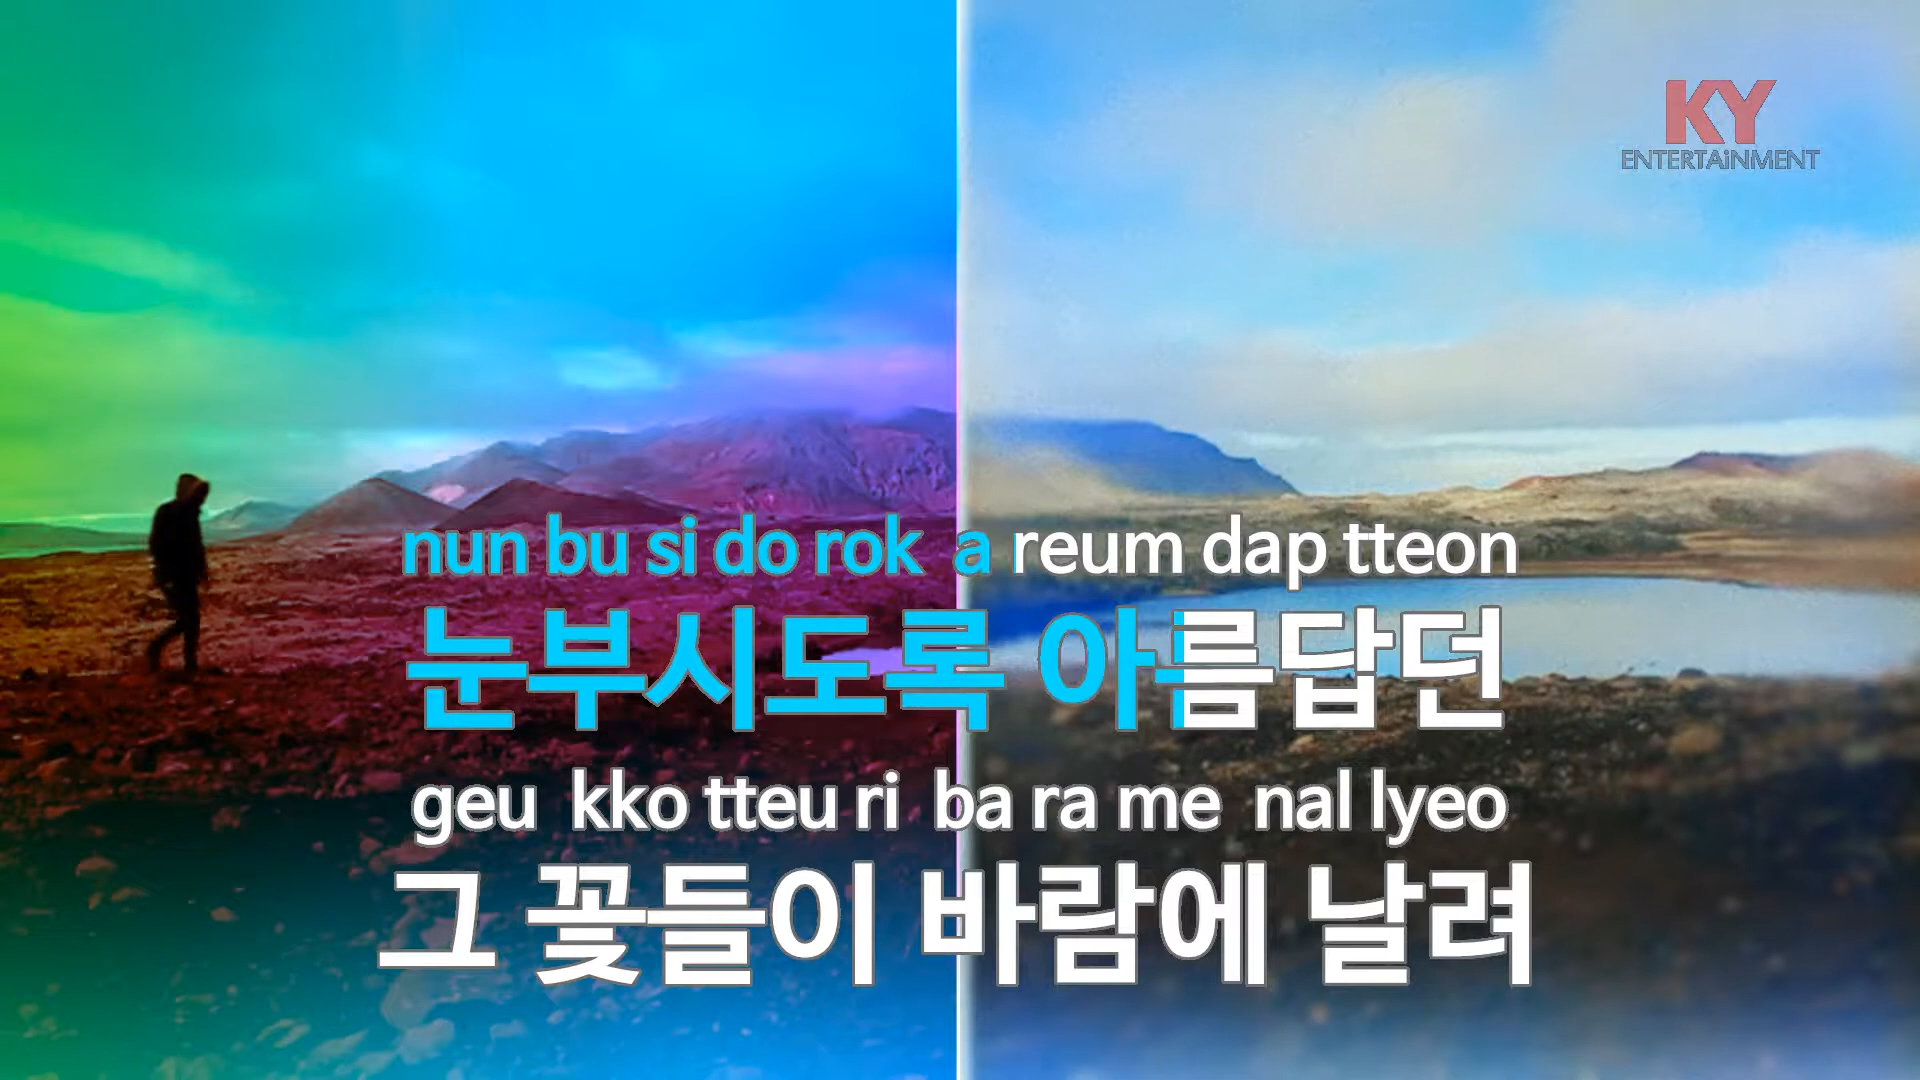 KY
ENTERTAiNMENT
nun bu si do rok a reum dap tteon
눈부시도록 아름답던
geu kko tteu ri ba ra me nal lyeo
그 꽃들이 바람에 날려